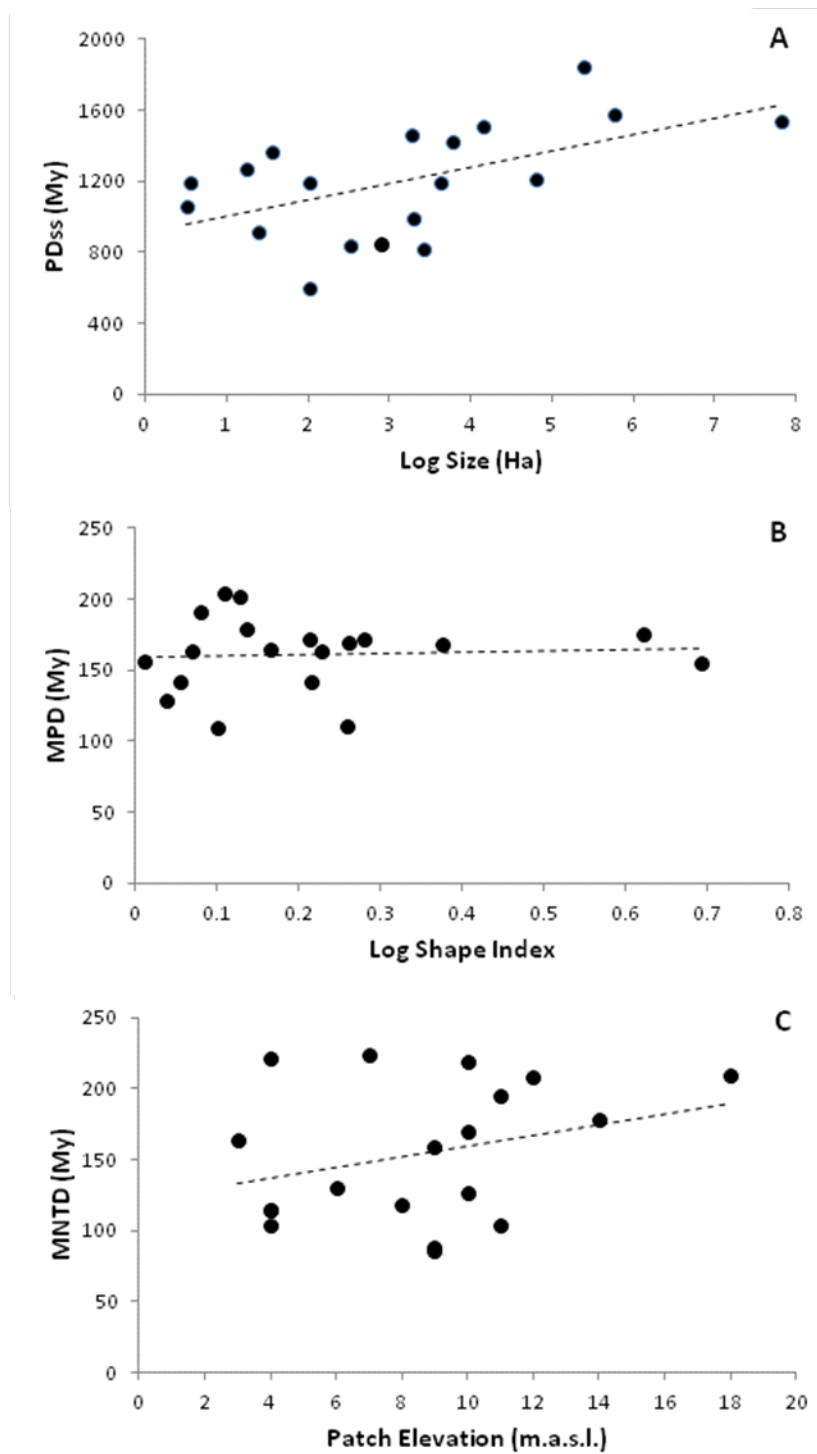 A
2000
1600
1200
800
400
0
PDss (My)
0 1 2 3 4 5 6 7 8
Log Size (Ha)
B
250
200
150
100
50
0
MPD (My)
0 0.1 0.2 0.3 0.4 0.5 0.6 0.7 0.8
Log Shape Index
C
250
200
150
100
50
0
MNTD (My)
0 2 4 6 8 10 12 14 16 18 20
Patch Elevation (m.a.s.l.)